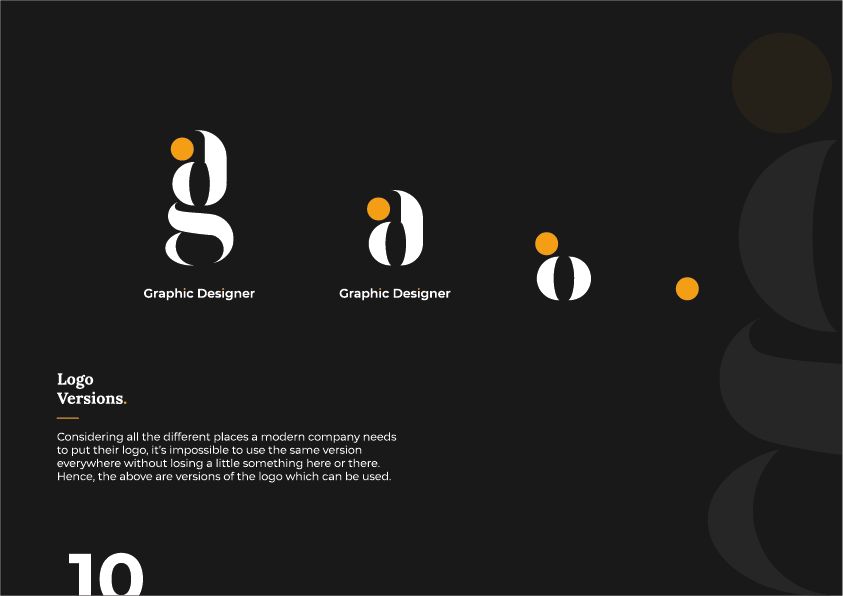 Graphic Designer
Graphic Designer
Logo
Versions.
Considering all the different places a modern company needs
to put their logo, it's impossible to use the same version
everywhere without losing a little something here or there.
Hence, the above are versions of the logo which can be used.
10